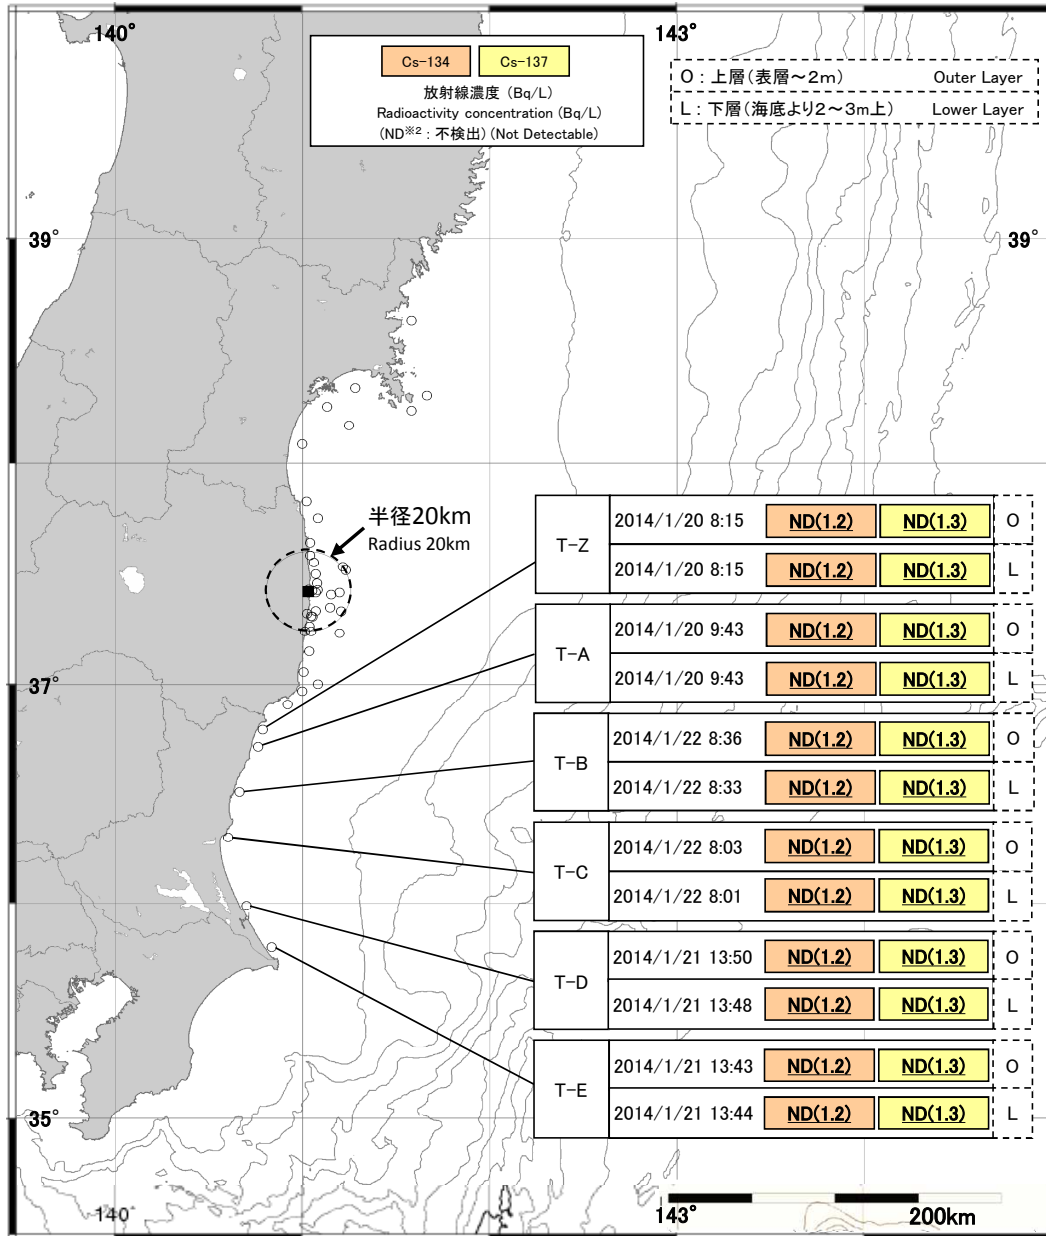 140°
143°
Cs-134
Cs-137
放射線濃度 (Bq/L)
Radioactivity concentration (Bq/L)
(ND※2 : 不検出) (Not Detectable)
O : 上層(表層～2m) Outer Layer
L : 下層(海底より2～3m上) Lower Layer
39°
39°
半径20km
Radius 20km
T-Z
2014/1/20 8:15 ND(1.2) ND(1.3) O
2014/1/20 8:15 ND(1.2) ND(1.3) L
T-A
2014/1/20 9:43 ND(1.2) ND(1.3) O
2014/1/20 9:43 ND(1.2) ND(1.3) L
37°
T-B
2014/1/22 8:36 ND(1.2) ND(1.3) O
2014/1/22 8:33 ND(1.2) ND(1.3) L
T-C
2014/1/22 8:03 ND(1.2) ND(1.3) O
2014/1/22 8:01 ND(1.2) ND(1.3) L
T-D
2014/1/21 13:50 ND(1.2) ND(1.3) O
2014/1/21 13:48 ND(1.2) ND(1.3) L
T-E
2014/1/21 13:43 ND(1.2) ND(1.3) O
2014/1/21 13:44 ND(1.2) ND(1.3) L
35°
140°
143°
200km